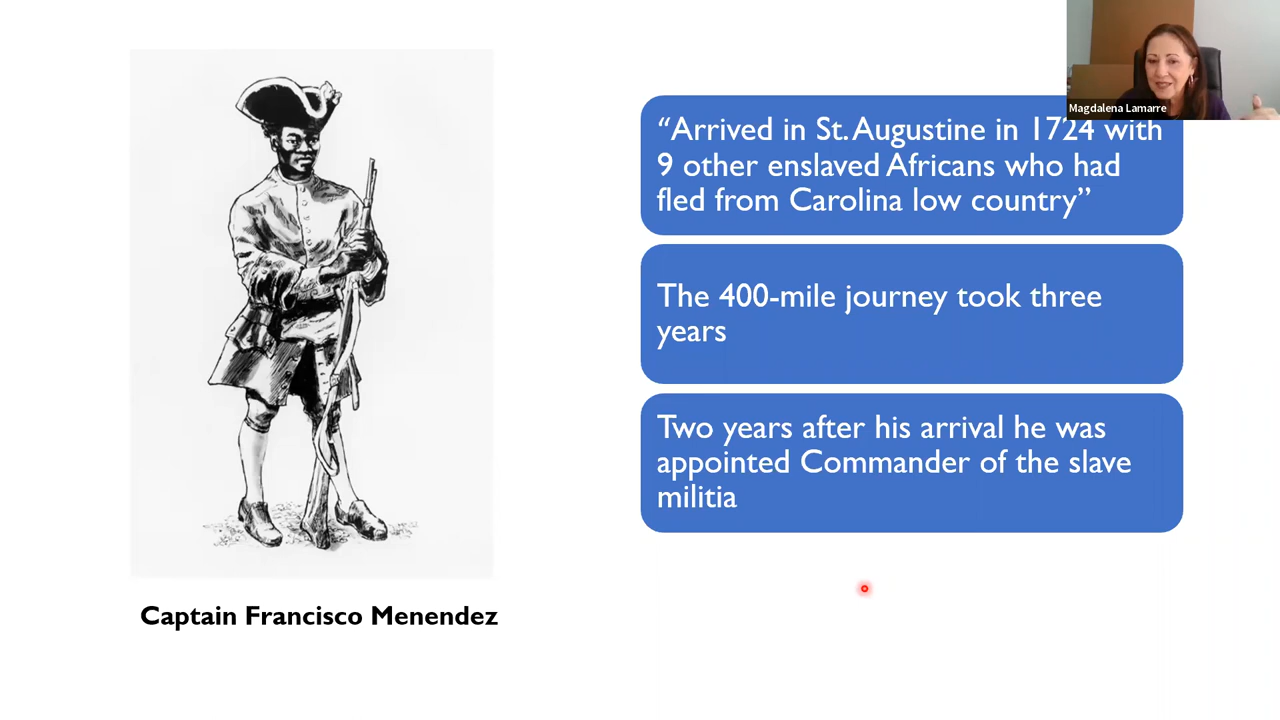 Magdalena Lamarre
“Arrived in St. Augustine in 1724 with
9 other enslaved Africans who had
fled from Carolina low country”
The 400-mile journey took three
years
Two years after his arrival he was
appointed Commander of the slave
militia
Captain Francisco Menendez